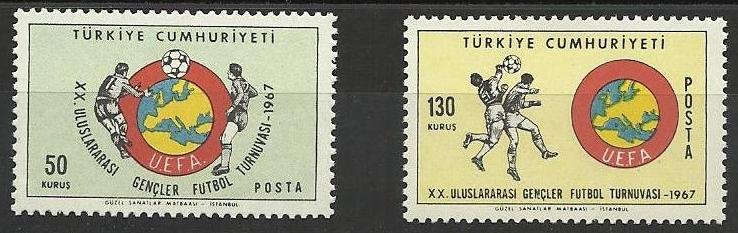 TÜRKİYE CUMHURİYETİ
XX. ULUSLARARASI GENÇLER FUTBOL TURNUVASI-1967
U.E.F.A.
50
KURUŞ
POSTA
GÜZEL SANATLAR MATBAASI - İSTANBUL
TÜRKİYE CUMHURİYETİ
130
KURUŞ
U.E.F.A
POSTA
XX. ULUSLARARASI GENÇLER FUTBOL TURNUVASI -1967
GÜZEL SANATLAR MATBAASI - İSTANBUL